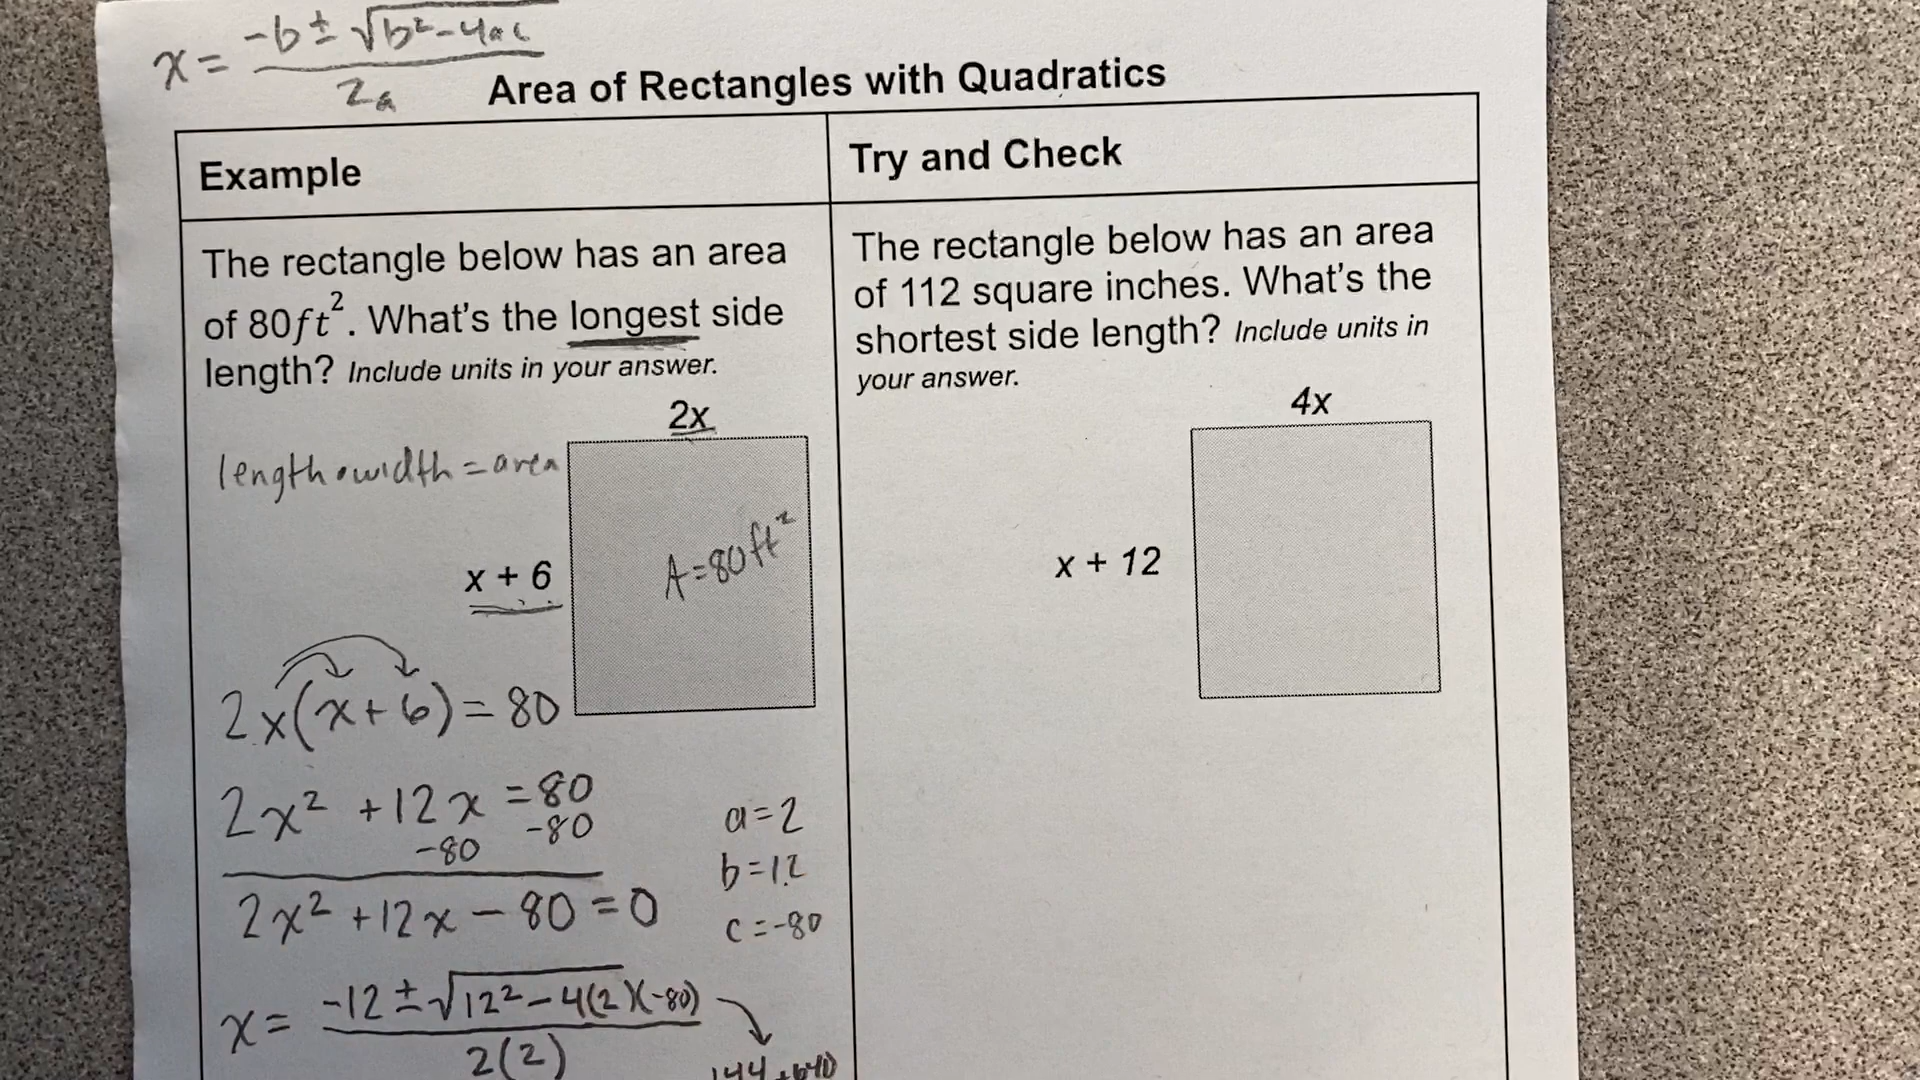 x = -b ± √b² - 4ac
2a
Area of Rectangles with Quadratics
Example
The rectangle below has an area
of 80ft². What's the longest side
length? Include units in your answer.
2x
length • width = area
A = 80ft²
x + 6
2x(x + 6) = 80
2x² + 12x = 80
-80 -80
2x² + 12x - 80 = 0
a = 2
b = 12
c = -80
x = -12 ± √12² - 4(2)(-80)
2(2)
144 + 640
Try and Check
The rectangle below has an area
of 112 square inches. What's the
shortest side length? Include units in
your answer.
4x
x + 12